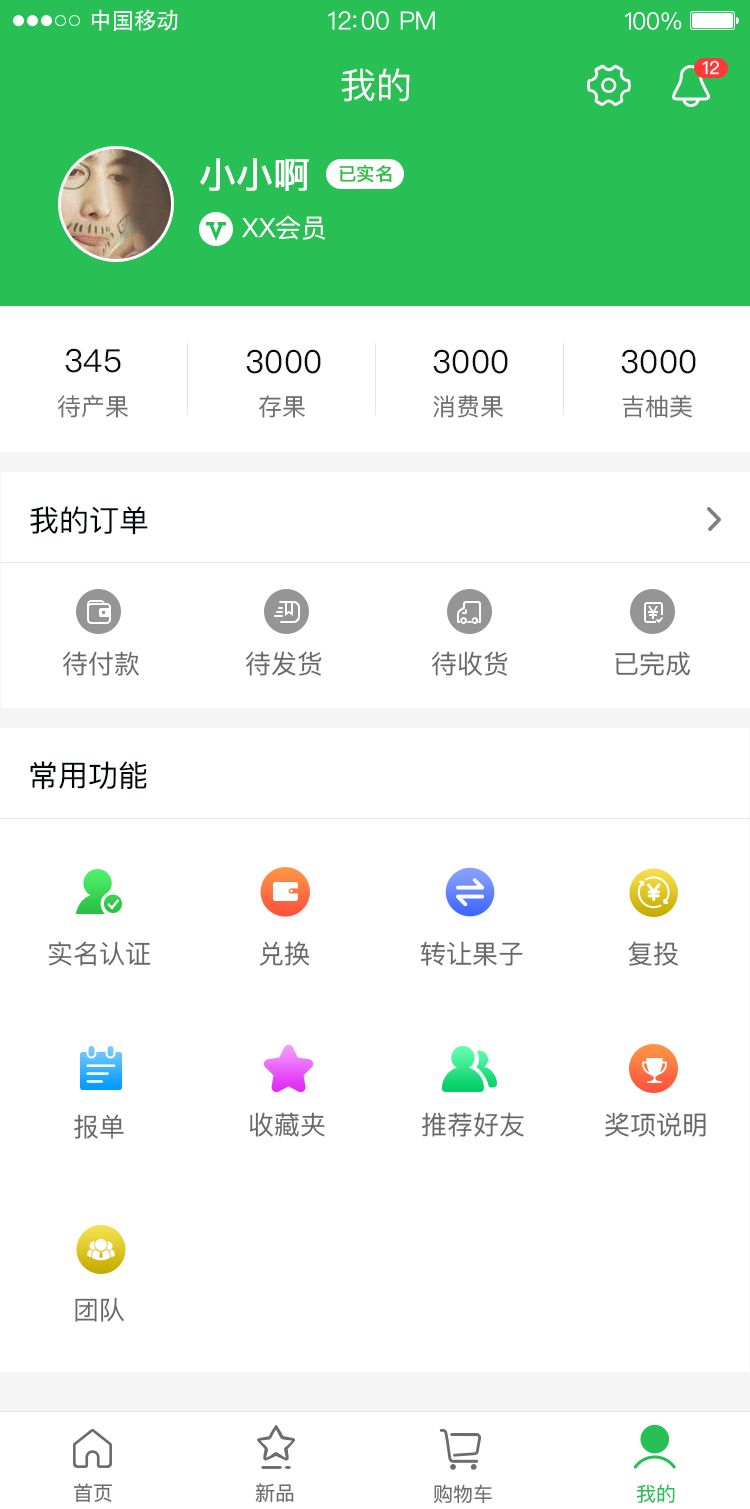 中国移动 12:00 PM 100%
我的
12
小小啊 已实名
XX会员
345 3000 3000 3000
待产果 存果 消费果 吉柚美
我的订单
待付款 待发货 待收货 已完成
常用功能
实名认证 兑换 转让果子 复投
报单 收藏夹 推荐好友 奖项说明
团队
首页 新品 购物车 我的